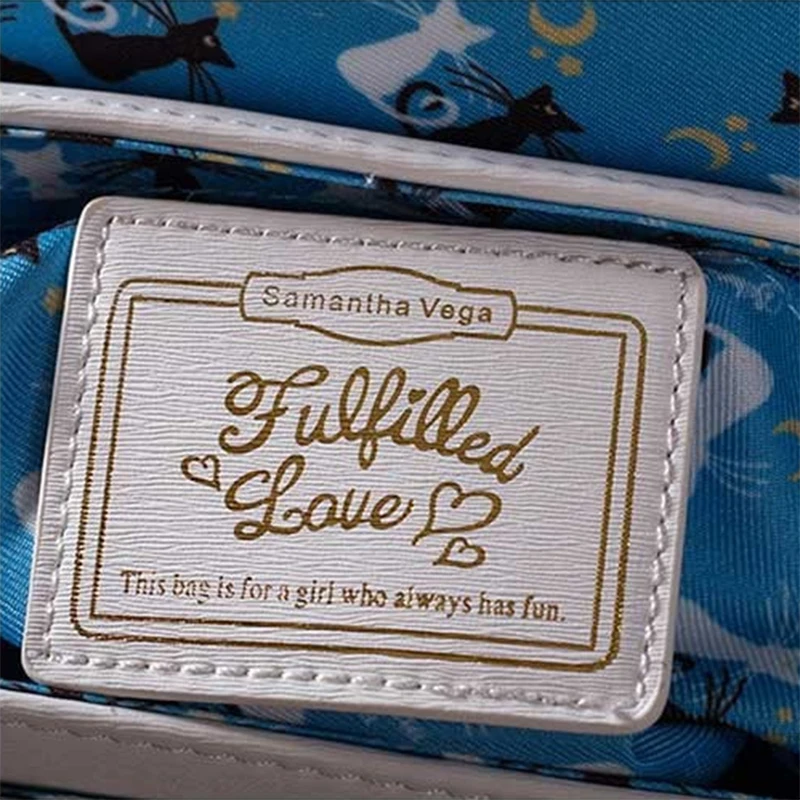 Samantha Vega
Fulfilled
Love
This bag is for a girl who always has fun.